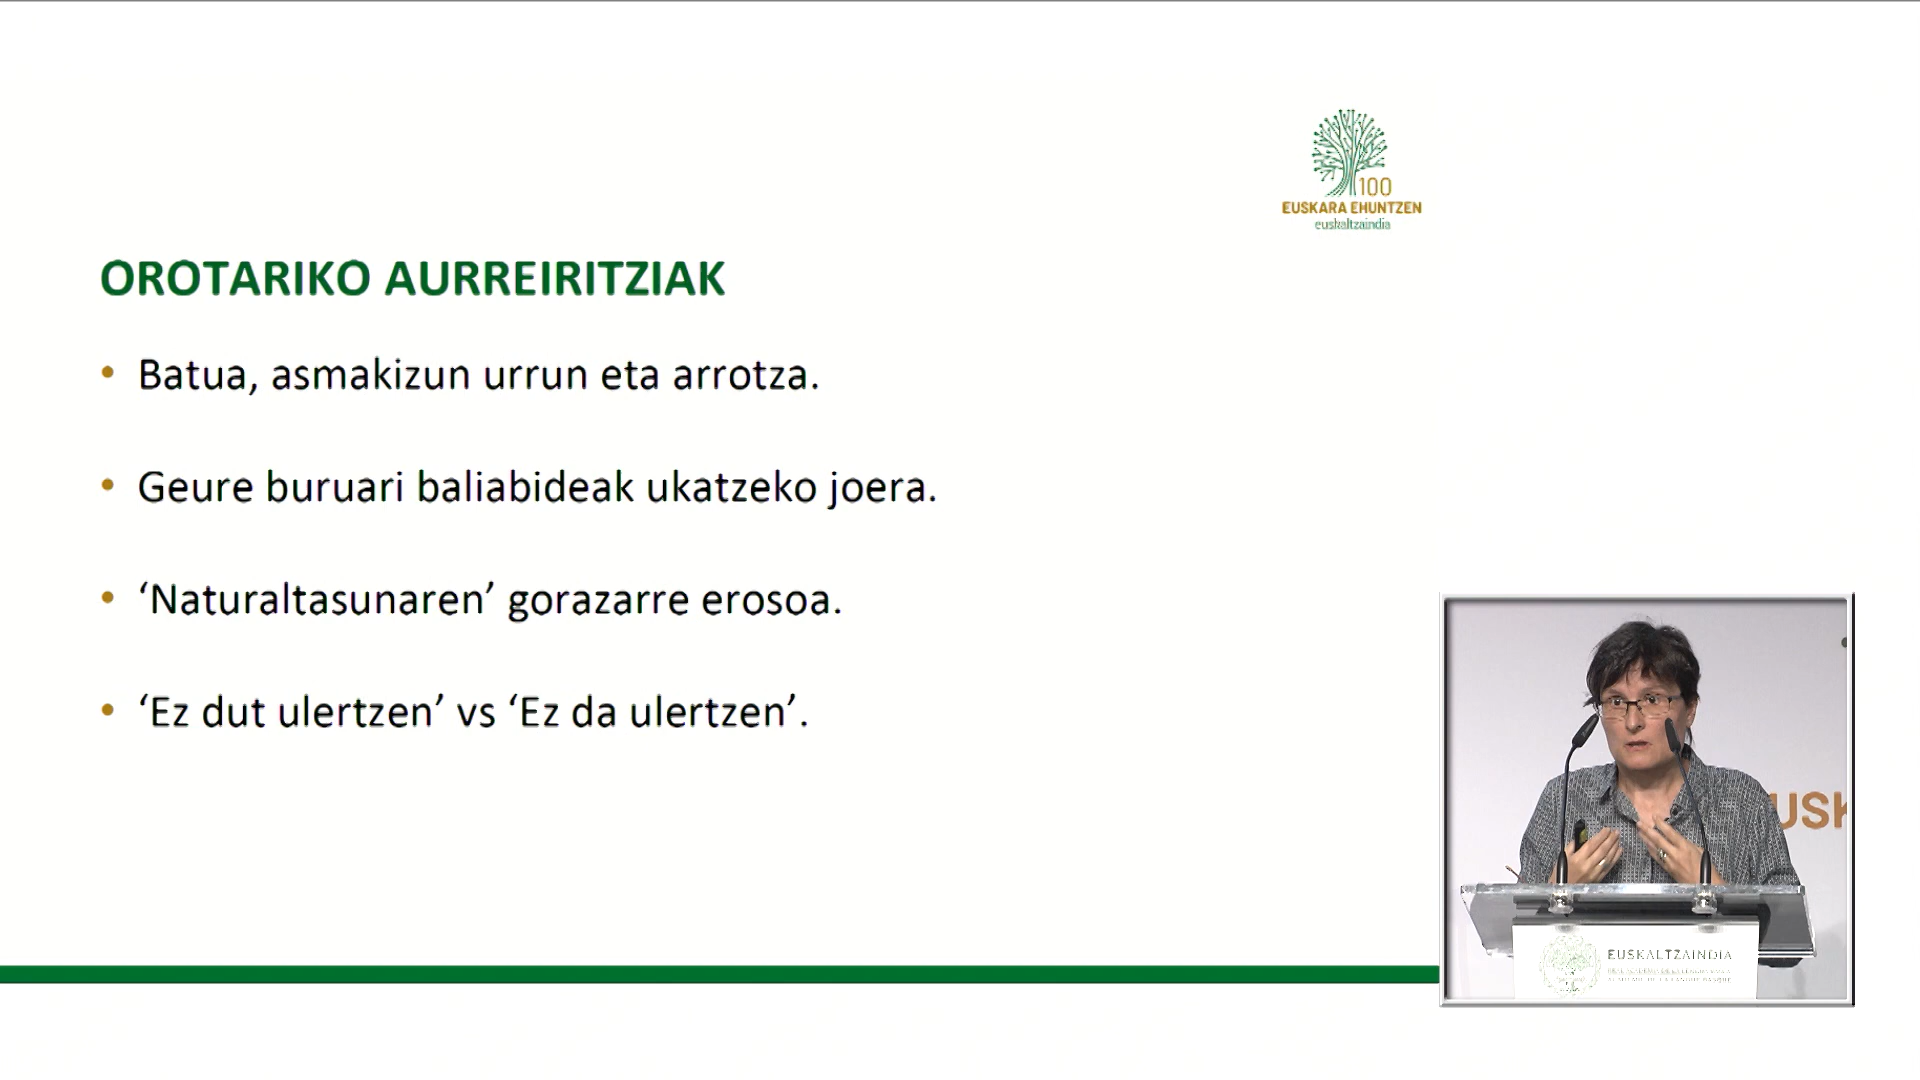 100
EUSKARA EHUNTZEN
euskaltzaindia
OROTARIKO AURREIRITZIAK
• Batua, asmakizun urrun eta arrotza.
• Geure buruari baliabideak ukatzeko joera.
• ‘Naturaltasunaren’ gorazarre erosoa.
• ‘Ez dut ulertzen’ vs ‘Ez da ulertzen’.
USK
EUSKALTZAINDIA